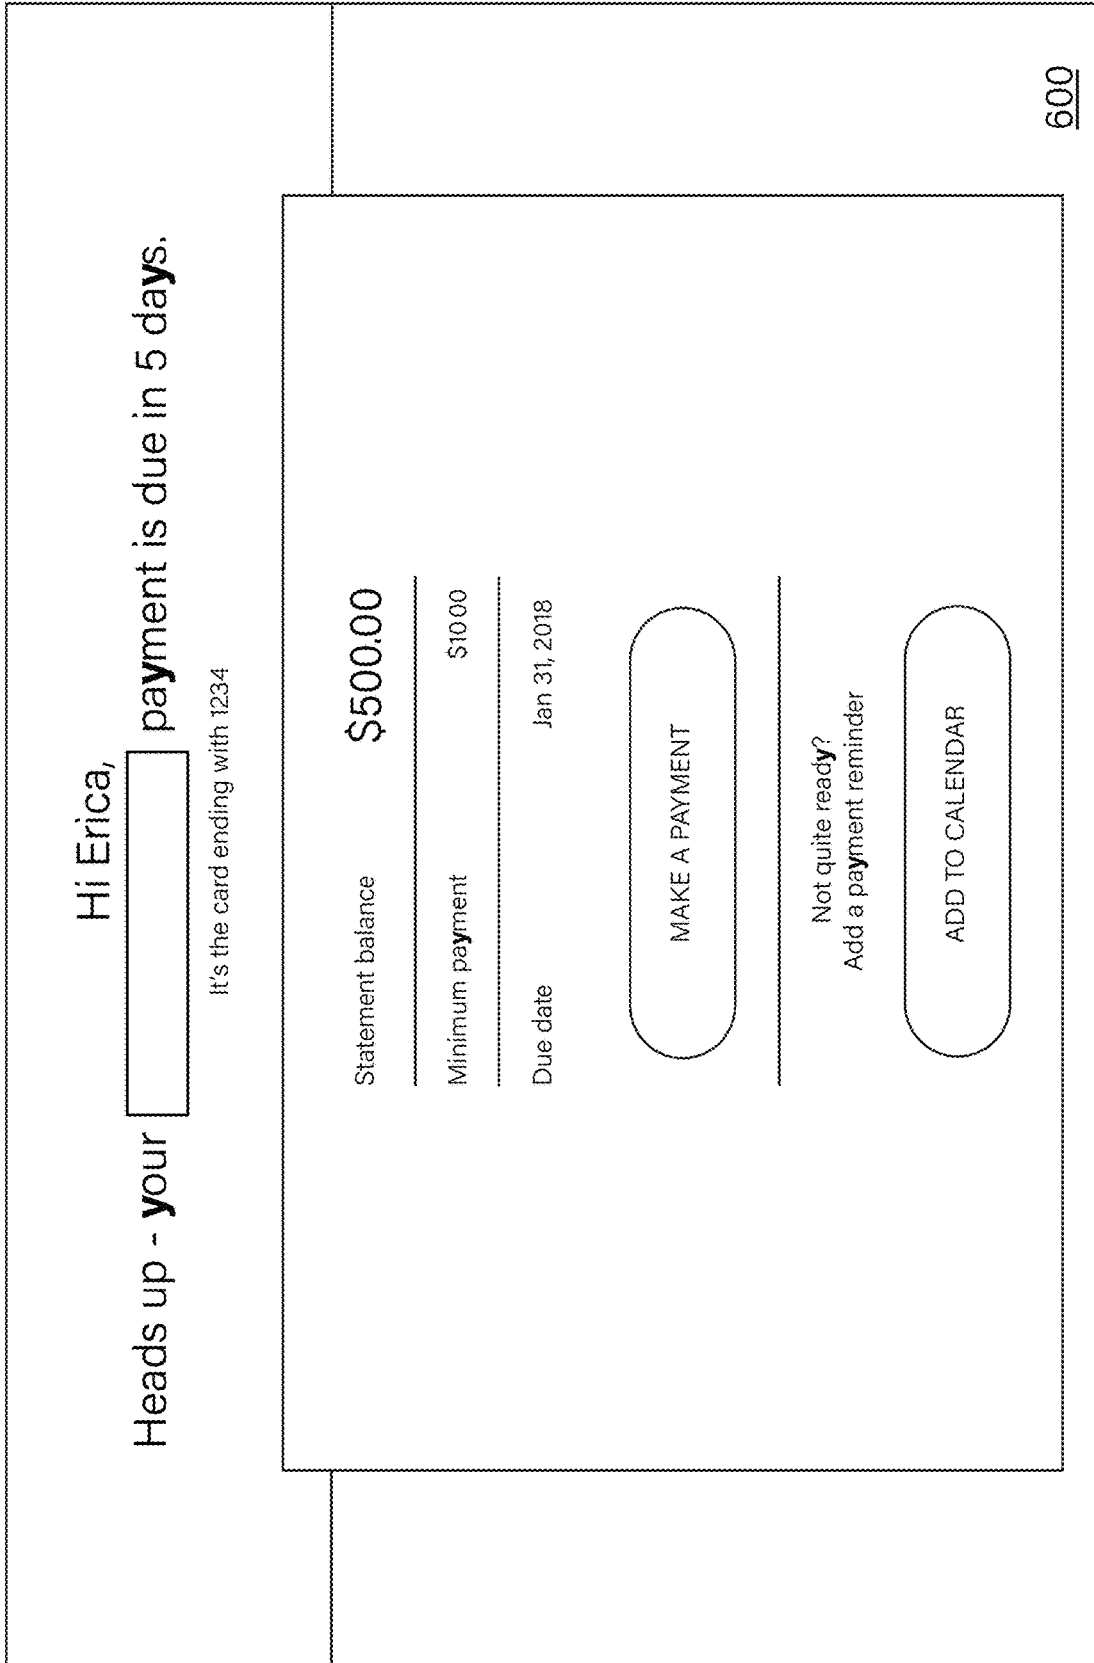 Hi Erica,
Heads up - your payment is due in 5 days.
It's the card ending with 1234
Statement balance $500.00
Minimum payment $10 00
Due date Jan 31, 2018
MAKE A PAYMENT
Not quite ready?
Add a payment reminder
ADD TO CALENDAR
600